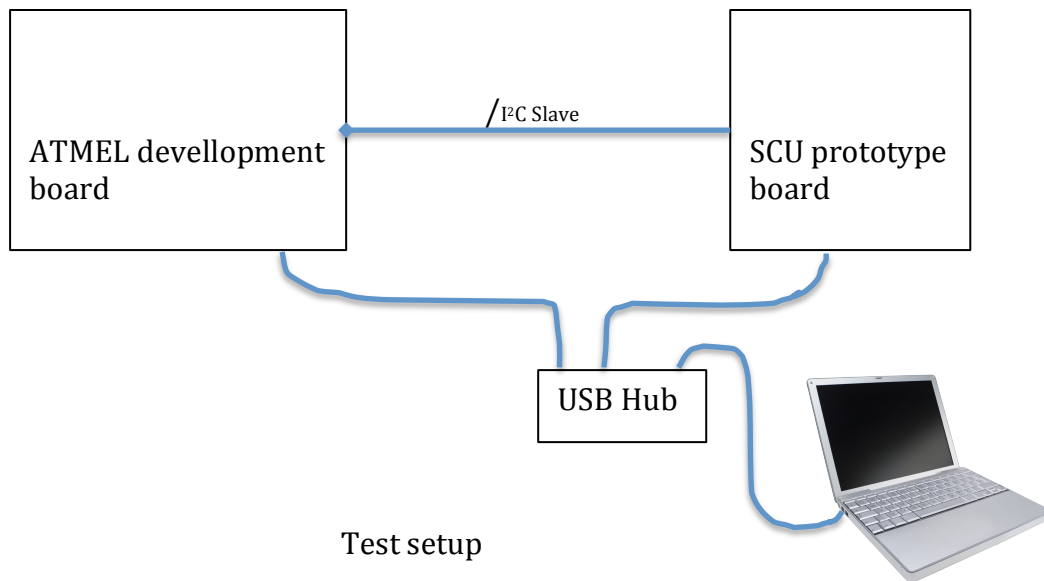 I²C Slave
ATMEL devellopment
board
SCU prototype
board
USB Hub
Test setup